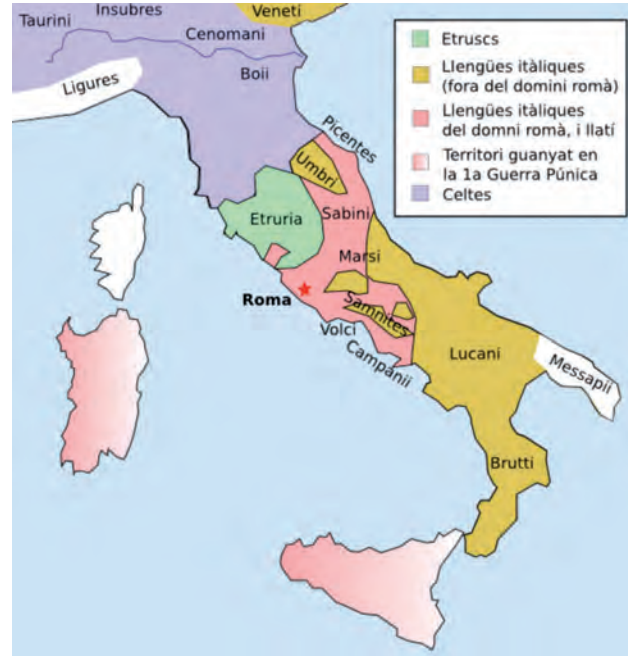 Insubres
Veneti
Taurini
Cenomani
Boii
Ligures
Etruscs
Llengües itàliques
(fora del domini romà)
Llengües itàliques
del domni romà, i llatí
Territori guanyat en
la 1a Guerra Púnica
Celtes
Picentes
Umbri
Etruria
Sabini
Marsi
Roma
Samnites
Volci
Campanii
Lucani
Messapii
Brutti